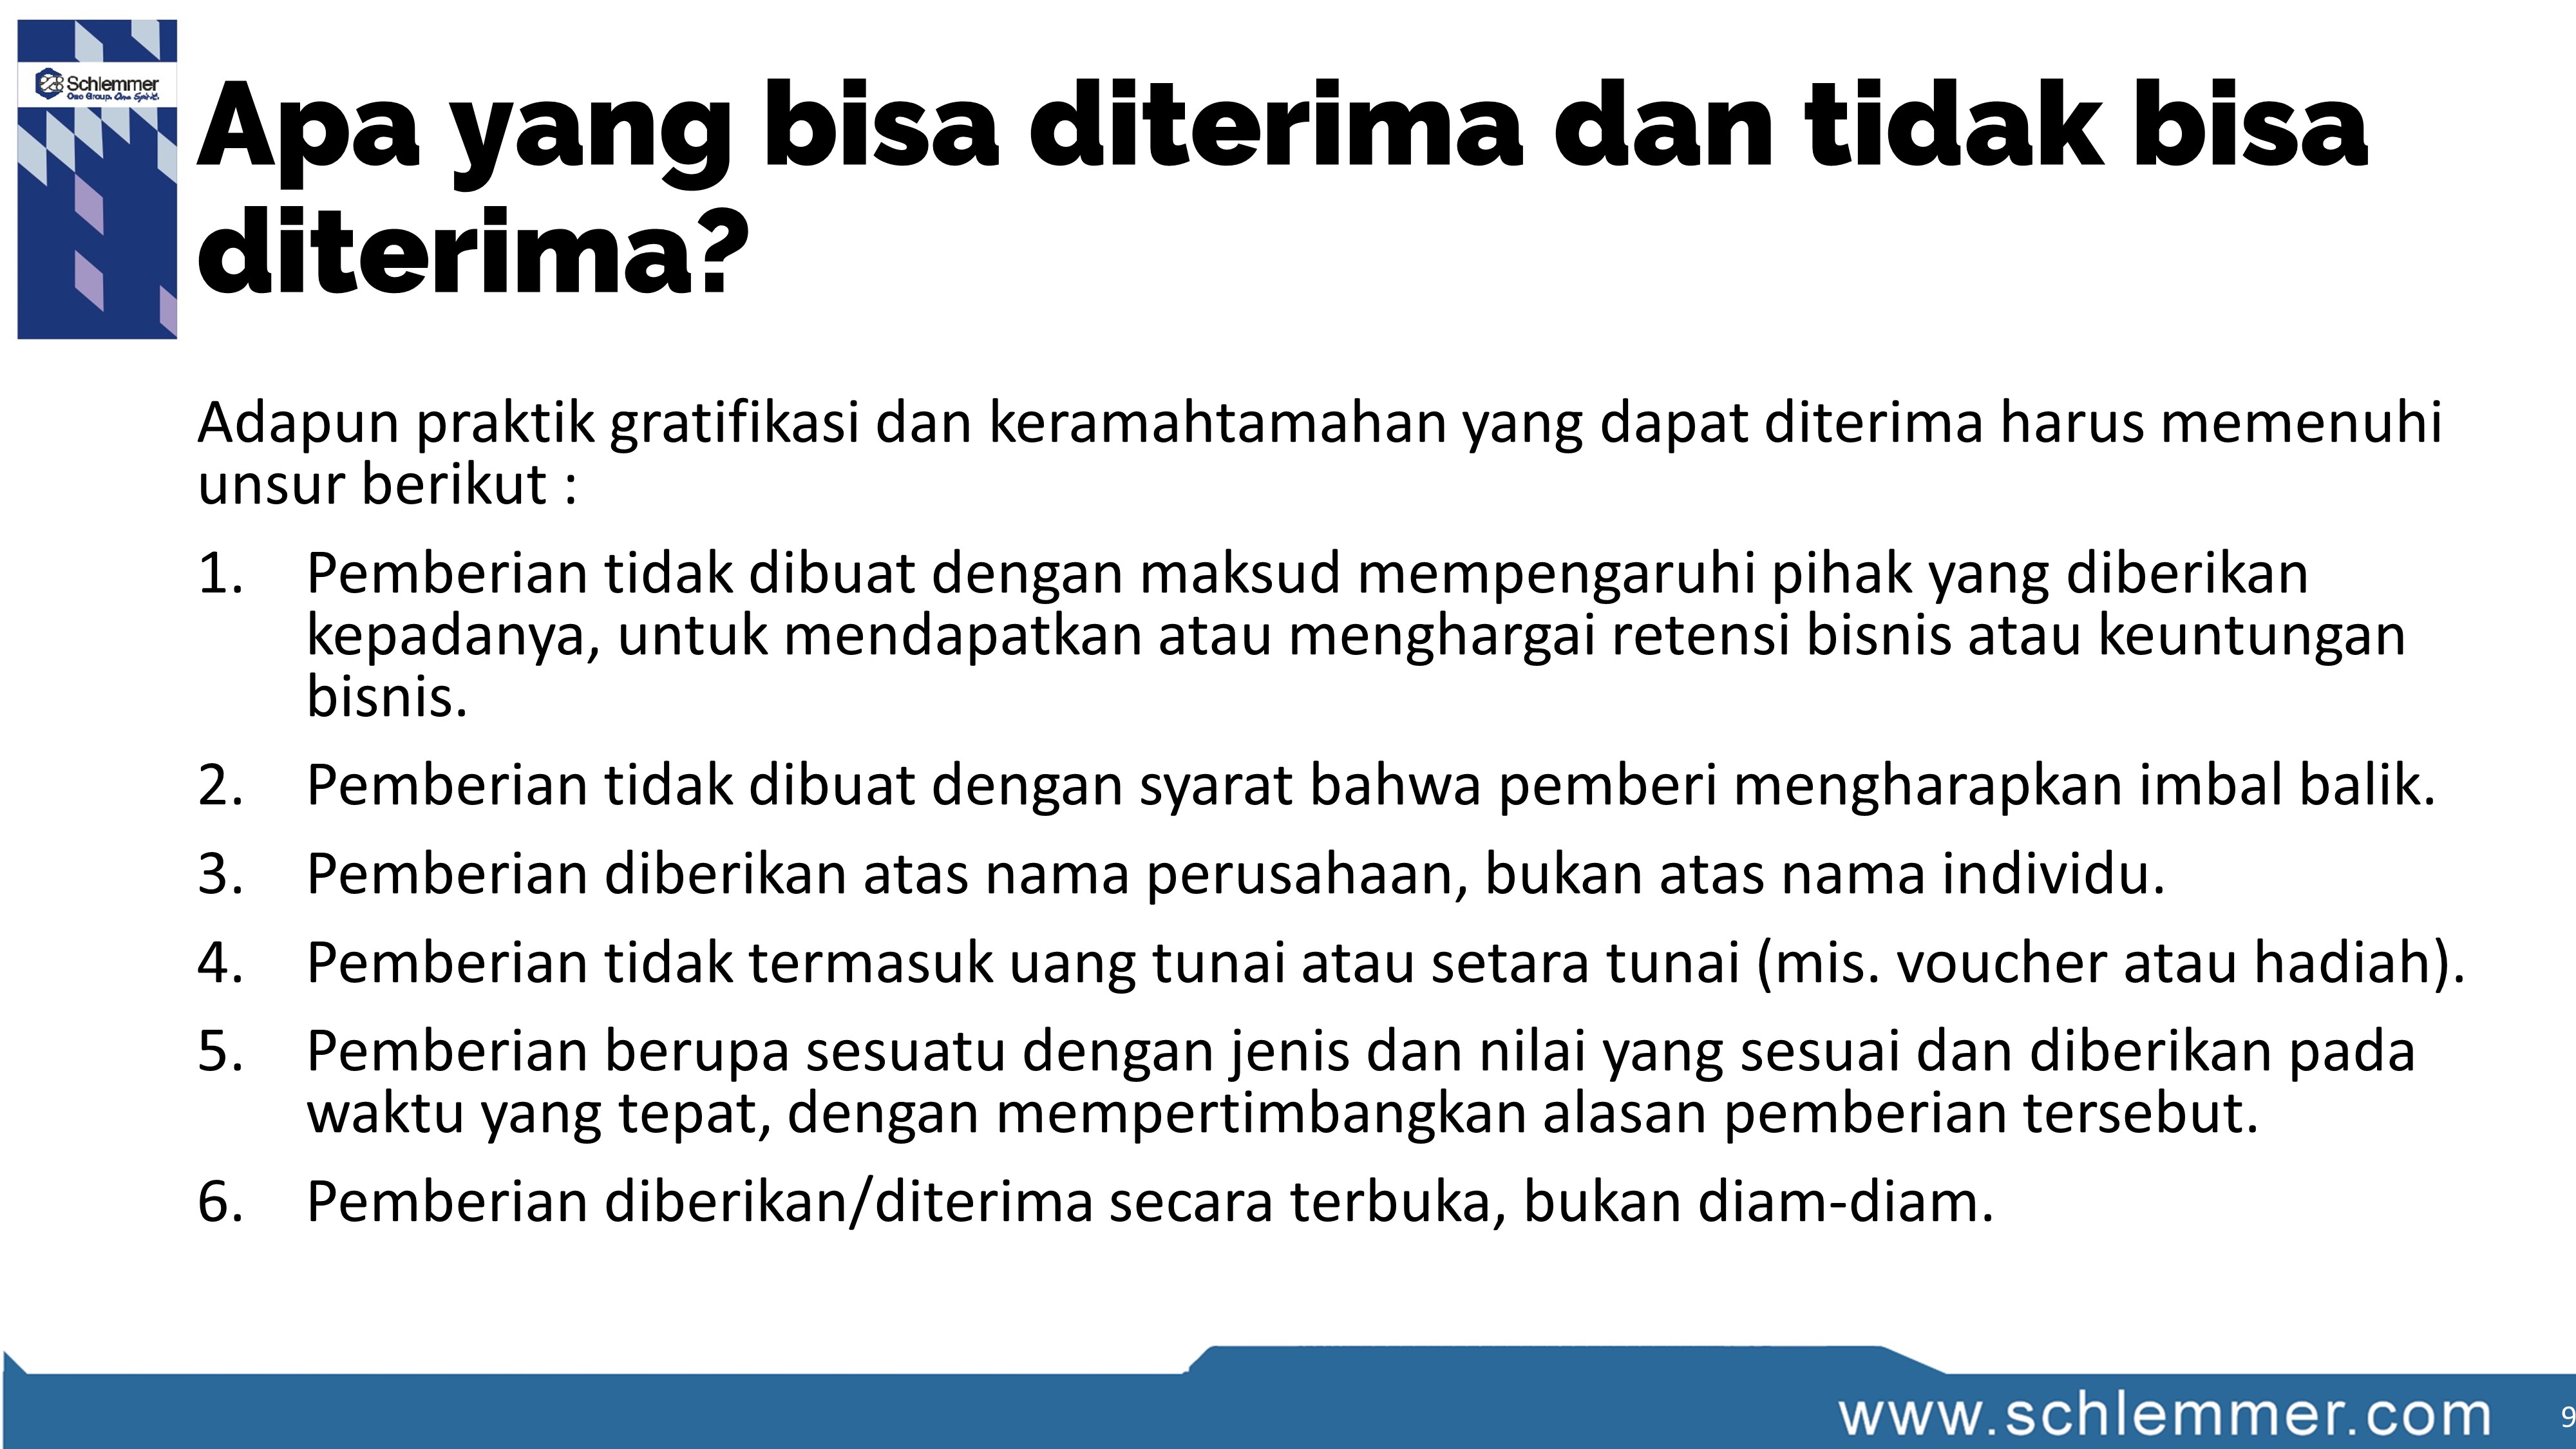 Schlemmer
One Group. One Spirit.
Apa yang bisa diterima dan tidak bisa
diterima?
Adapun praktik gratifikasi dan keramahtamahan yang dapat diterima harus memenuhi
unsur berikut :
1. Pemberian tidak dibuat dengan maksud mempengaruhi pihak yang diberikan
kepadanya, untuk mendapatkan atau menghargai retensi bisnis atau keuntungan
bisnis.
2. Pemberian tidak dibuat dengan syarat bahwa pemberi mengharapkan imbal balik.
3. Pemberian diberikan atas nama perusahaan, bukan atas nama individu.
4. Pemberian tidak termasuk uang tunai atau setara tunai (mis. voucher atau hadiah).
5. Pemberian berupa sesuatu dengan jenis dan nilai yang sesuai dan diberikan pada
waktu yang tepat, dengan mempertimbangkan alasan pemberian tersebut.
6. Pemberian diberikan/diterima secara terbuka, bukan diam-diam.
www.schlemmer.com
9